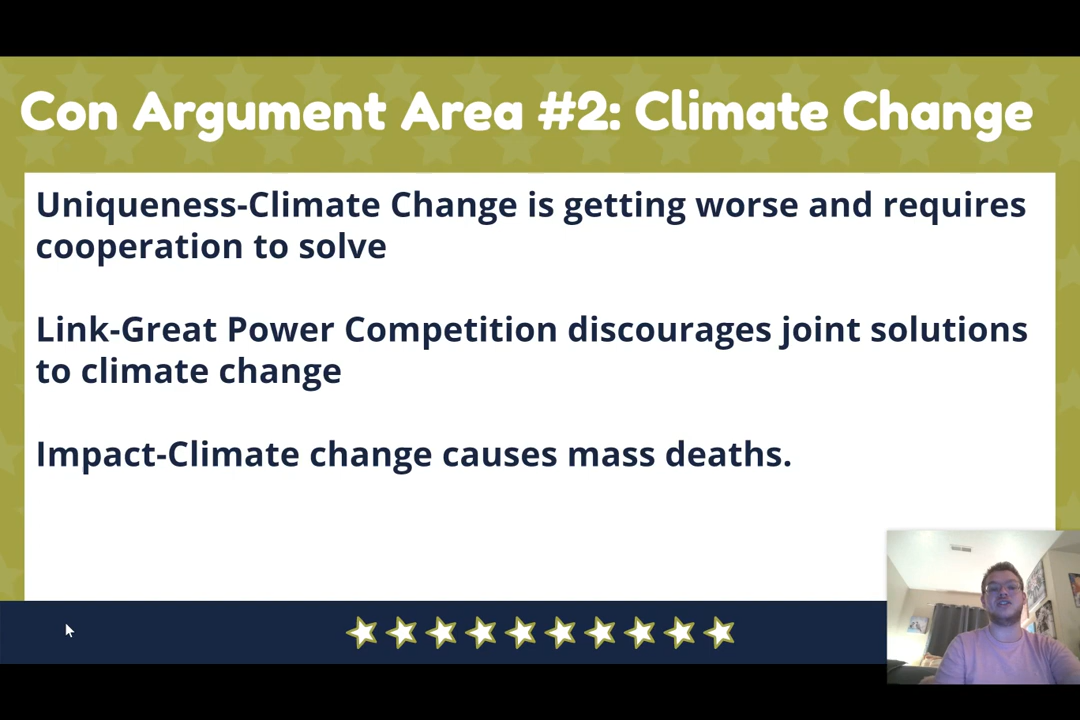 Con Argument Area #2: Climate Change
Uniqueness-Climate Change is getting worse and requires
cooperation to solve
Link-Great Power Competition discourages joint solutions
to climate change
Impact-Climate change causes mass deaths.